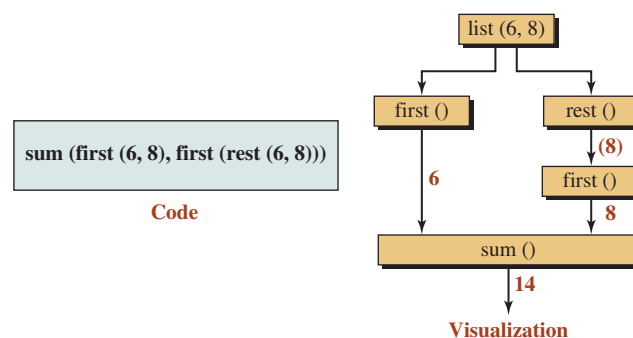 list (6, 8)
first ()
rest ()
(8)
sum (first (6, 8), first (rest (6, 8)))
6
first ()
Code
8
sum ()
14
Visualization